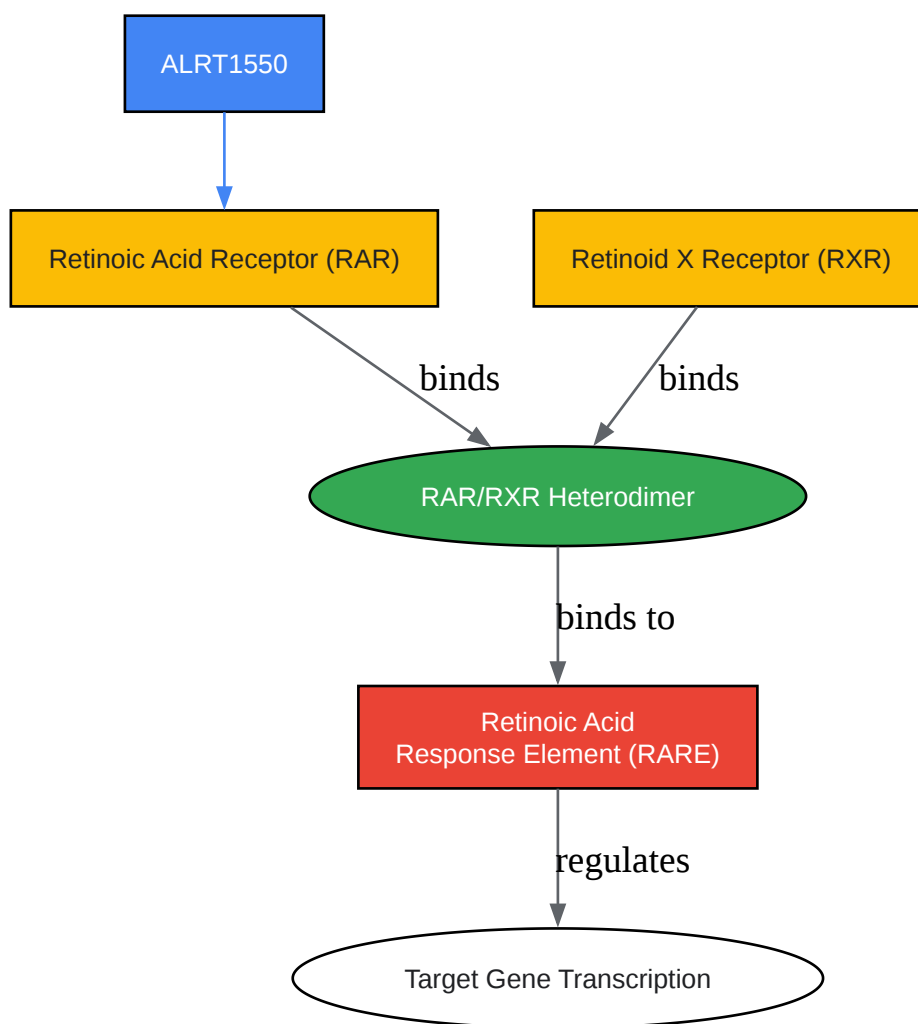 ALRT1550
Retinoic Acid Receptor (RAR)
Retinoid X Receptor (RXR)
binds
binds
RAR/RXR Heterodimer
binds to
Retinoic Acid
Response Element (RARE)
regulates
Target Gene Transcription